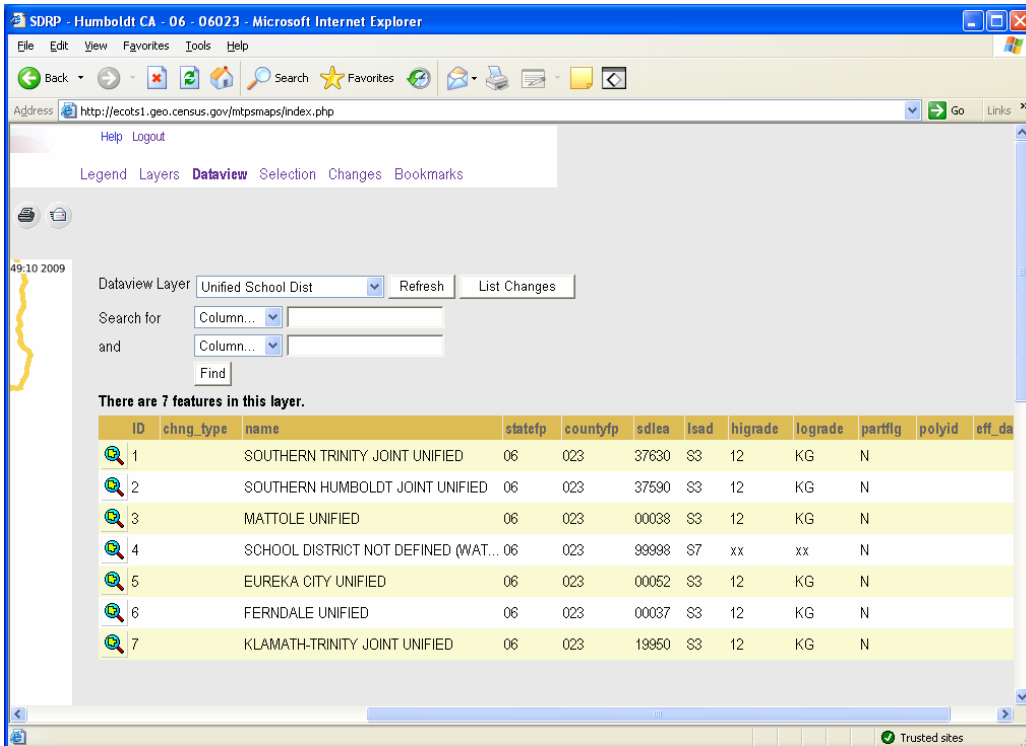 SDRP - Humboldt CA - 06 - 06023 - Microsoft Internet Explorer
File Edit View Favorites Tools Help
Back Search Favorites
Address http://ecots1.geo.census.gov/mtpsmaps/index.php Go Links »
Help Logout
Legend Layers Dataview Selection Changes Bookmarks
49:10 2009
Dataview Layer Unified School Dist Refresh List Changes
Search for Column...
and Column...
Find
There are 7 features in this layer.
ID chng_type name statefp countyfp sdlea lsad higrade lograde partflg polyid eff_da
1 SOUTHERN TRINITY JOINT UNIFIED 06 023 37630 S3 12 KG N
2 SOUTHERN HUMBOLDT JOINT UNIFIED 06 023 37590 S3 12 KG N
3 MATTOLE UNIFIED 06 023 00038 S3 12 KG N
4 SCHOOL DISTRICT NOT DEFINED (WAT... 06 023 99998 S7 xx xx N
5 EUREKA CITY UNIFIED 06 023 00052 S3 12 KG N
6 FERNDALE UNIFIED 06 023 00037 S3 12 KG N
7 KLAMATH-TRINITY JOINT UNIFIED 06 023 19950 S3 12 KG N
Trusted sites